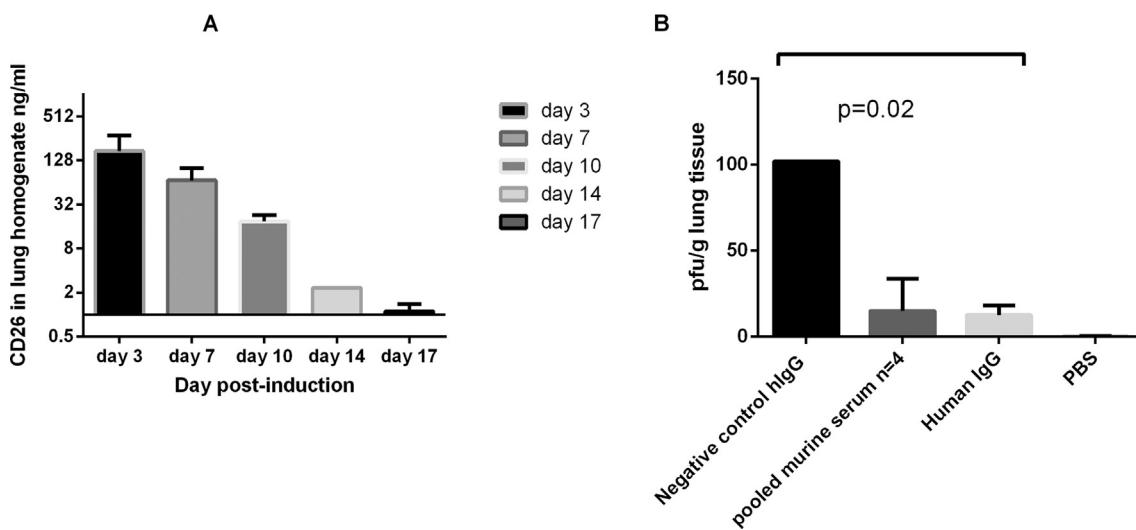 A
CD26 in lung homogenate ng/ml
512
128
32
8
2
0.5
day 3
day 7
day 10
day 14
day 17
Day post-induction
day 3
day 7
day 10
day 14
day 17
B
pfu/g lung tissue
150
100
50
0
p=0.02
Negative control hIgG
pooled murine serum n=4
Human IgG
PBS